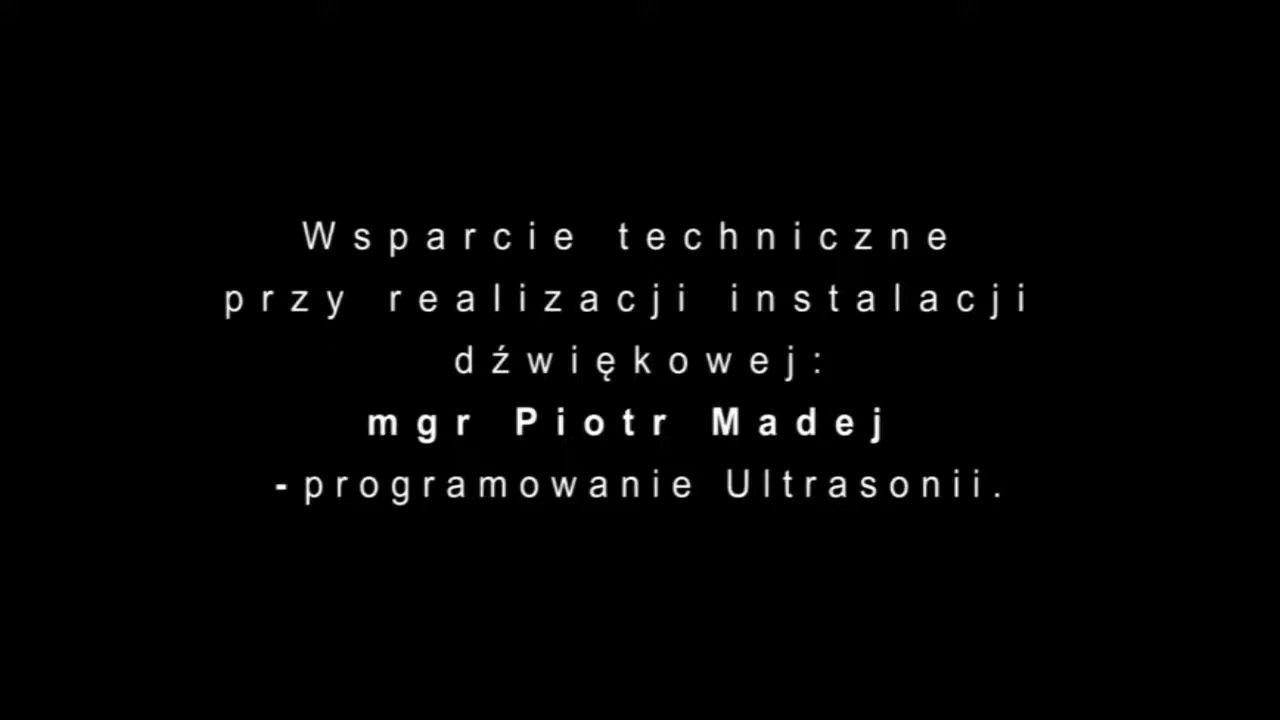 Wsparcie techniczne
przy realizacji instalacji
dźwiękowej:
mgr Piotr Madej
-programowanie Ultrasonii.